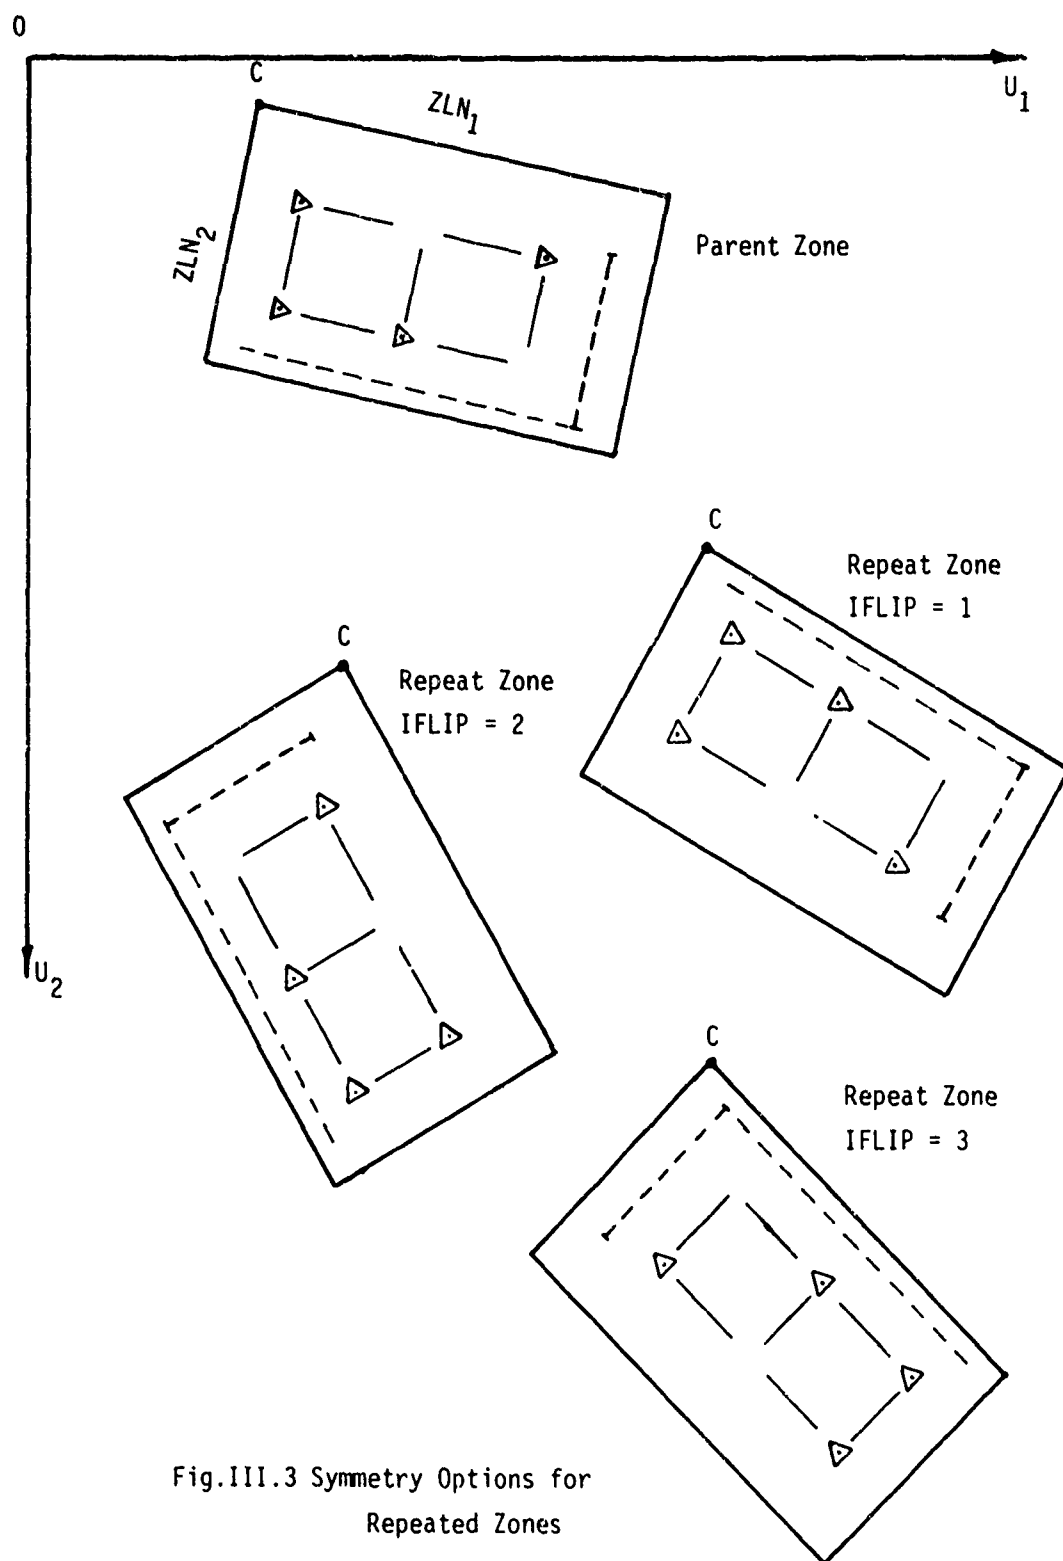 0
U1
C
ZLN1
ZLN2
Parent Zone
C
Repeat Zone
IFLIP = 1
C
Repeat Zone
IFLIP = 2
U2
C
Repeat Zone
IFLIP = 3
Fig.III.3 Symmetry Options for
Repeated Zones